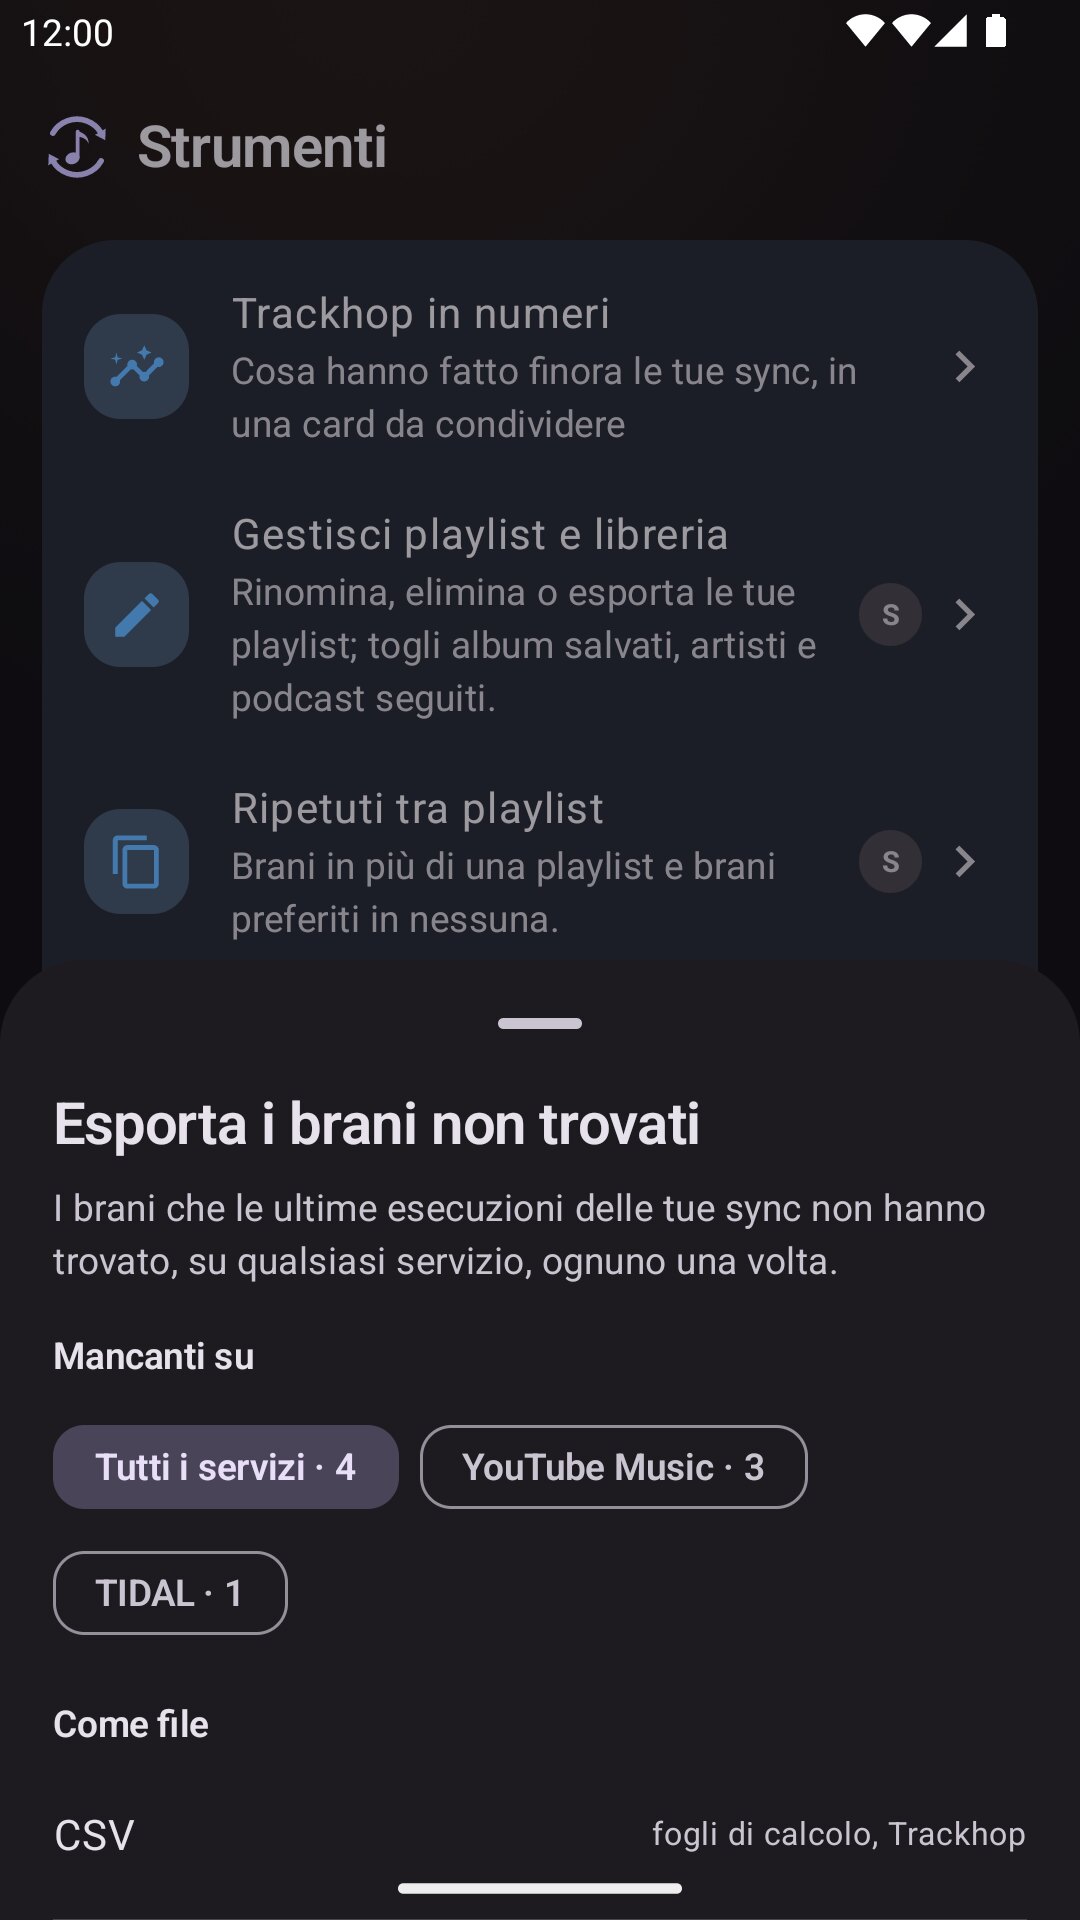 12:00
Strumenti
Trackhop in numeri
Cosa hanno fatto finora le tue sync, in
una card da condividere
Gestisci playlist e libreria
Rinomina, elimina o esporta le tue
playlist; togli album salvati, artisti e
podcast seguiti.
S
Ripetuti tra playlist
Brani in più di una playlist e brani
preferiti in nessuna.
S
Esporta i brani non trovati
I brani che le ultime esecuzioni delle tue sync non hanno
trovato, su qualsiasi servizio, ognuno una volta.
Mancanti su
Tutti i servizi · 4
YouTube Music · 3
TIDAL · 1
Come file
CSV
fogli di calcolo, Trackhop